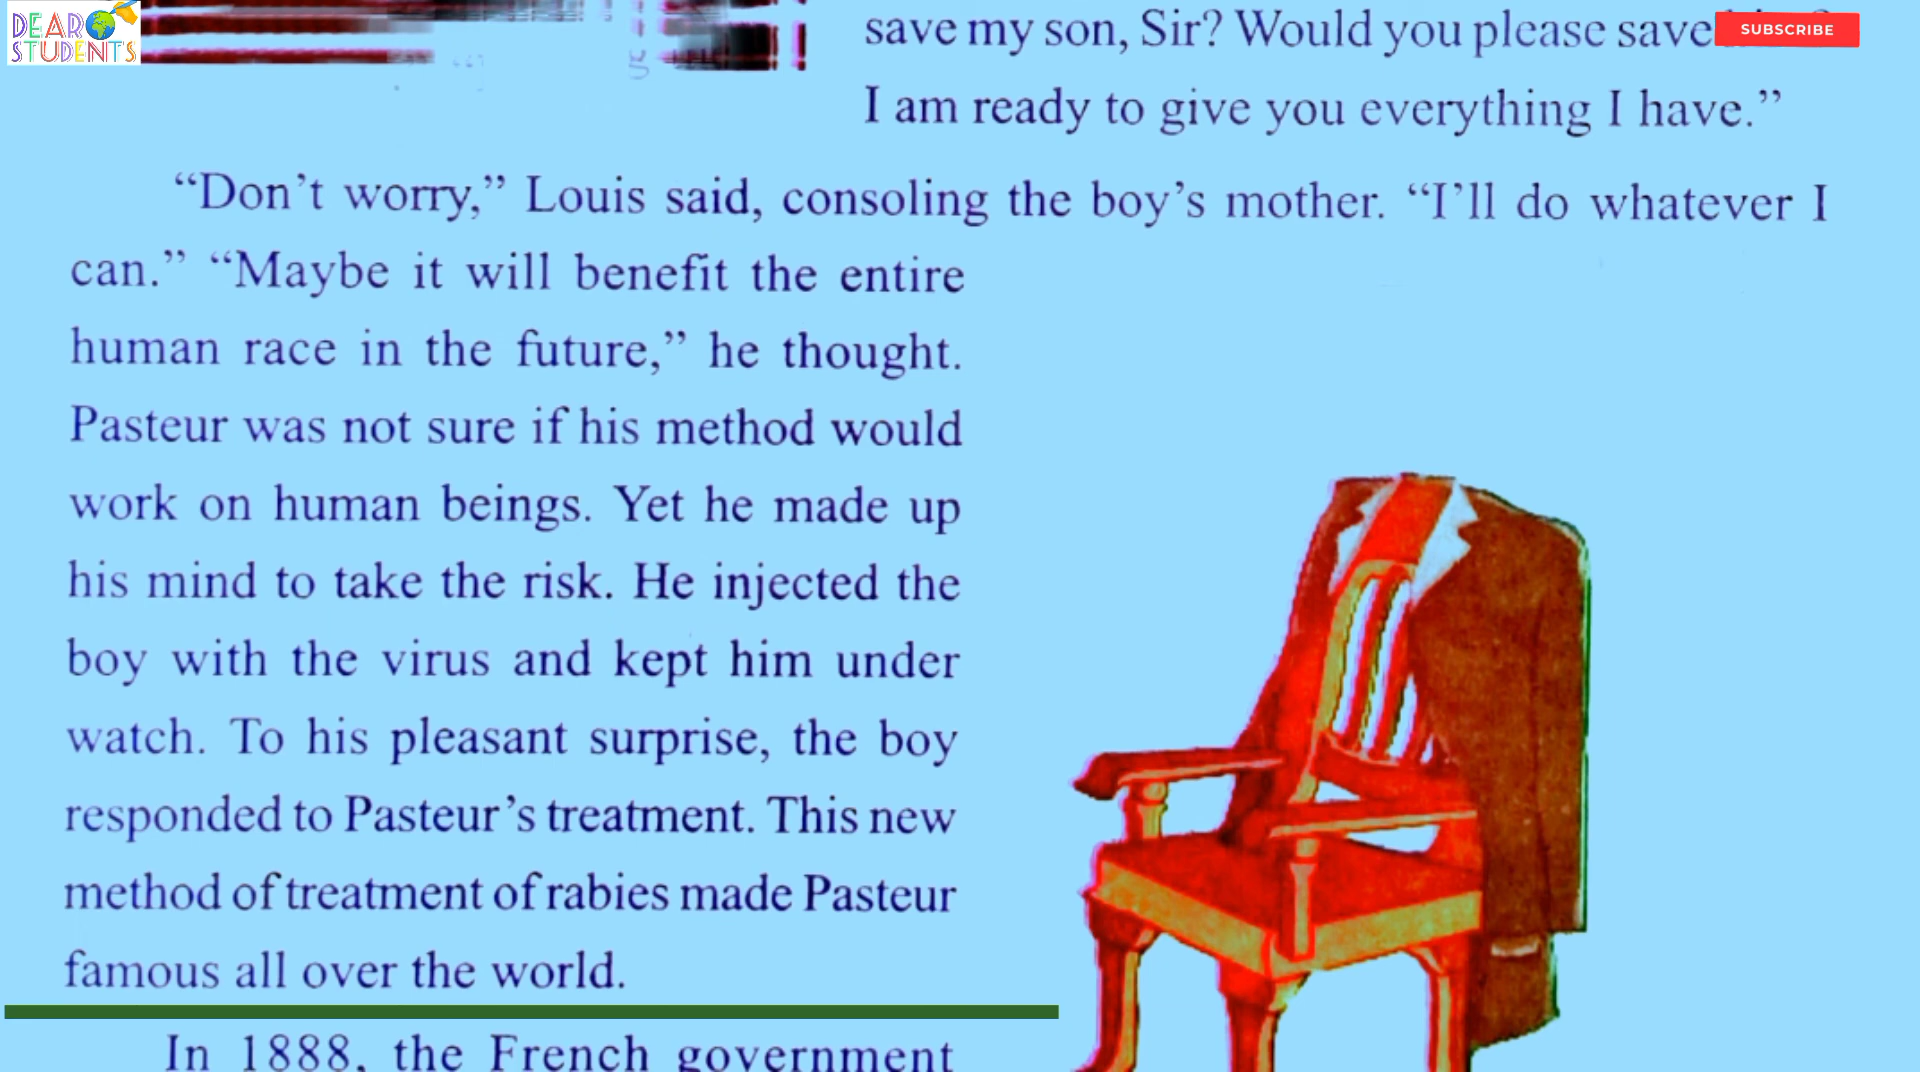 DEAR
STUDENTS
SUBSCRIBE
save my son, Sir? Would you please save
I am ready to give you everything I have.”
“Don’t worry,” Louis said, consoling the boy’s mother. “I’ll do whatever I
can.” “Maybe it will benefit the entire
human race in the future,” he thought.
Pasteur was not sure if his method would
work on human beings. Yet he made up
his mind to take the risk. He injected the
boy with the virus and kept him under
watch. To his pleasant surprise, the boy
responded to Pasteur’s treatment. This new
method of treatment of rabies made Pasteur
famous all over the world.
In 1888, the French government